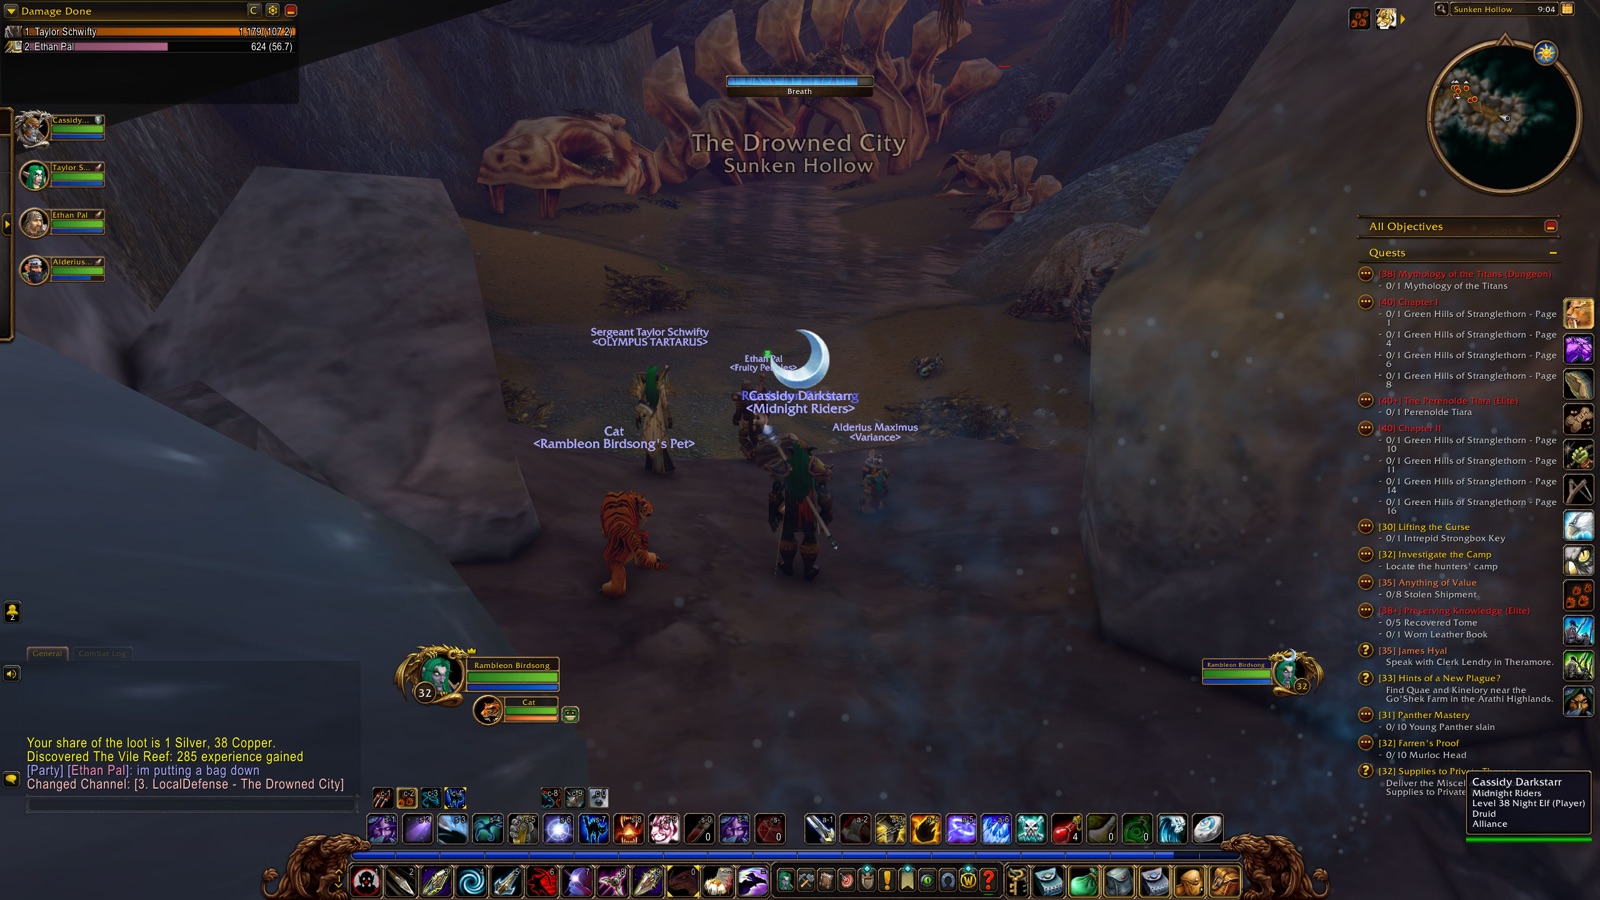 Damage Done
1. Taylor Schwifty
2. Ethan Pal 624 (56.7)
Cassidy...
Taylor S...
Ethan Pal
Alderius...
Breath
The Drowned City
Sunken Hollow
Sunken Hollow 9:04
Sergeant Taylor Schwifty
<OLYMPUS TARTARUS>
Ethan Pal
Cassidy Darkstarr
<Midnight Riders>
Cat
<Rambleon Birdsong's Pet>
Alderius Maximus
<Variance>
All Objectives
Quests
[38] Mythology of the Titans (Dungeon)
- 0/1 Mythology of the Titans
[40] Chapter I
- 0/1 Green Hills of Stranglethorn - Page
1
- 0/1 Green Hills of Stranglethorn - Page
4
- 0/1 Green Hills of Stranglethorn - Page
6
- 0/1 Green Hills of Stranglethorn - Page
8
[40+] The Perenolde Tiara (Elite)
- 0/1 Perenolde Tiara
[40] Chapter II
- 0/1 Green Hills of Stranglethorn - Page
10
- 0/1 Green Hills of Stranglethorn - Page
11
- 0/1 Green Hills of Stranglethorn - Page
14
- 0/1 Green Hills of Stranglethorn - Page
16
[30] Lifting the Curse
- 0/1 Intrepid Strongbox Key
[32] Investigate the Camp
- Locate the hunters' camp
[35] Anything of Value
- 0/8 Stolen Shipment
[38+] Preserving Knowledge (Elite)
- 0/5 Recovered Tome
- 0/1 Worn Leather Book
[35] James Hyal
Speak with Clerk Lendry in Theramore.
[33] Hints of a New Plague?
Find Quae and Kinelory near the
Go'Shek Farm in the Arathi Highlands.
[31] Panther Mastery
- 0/10 Young Panther slain
[32] Farren's Proof
- 0/10 Murloc Head
[32] Supplies to
Deliver the
Supplies to Private
Cassidy Darkstarr
Midnight Riders
Level 38 Night Elf (Player)
Druid
Alliance
2
General Combat Log
Rambleon Birdsong
32
Cat
Rambleon Birdsong
32
Your share of the loot is 1 Silver, 38 Copper.
Discovered The Vile Reef: 285 experience gained
[Party] [Ethan Pal]: im putting a bag down
Changed Channel: [3. LocalDefense - The Drowned City]